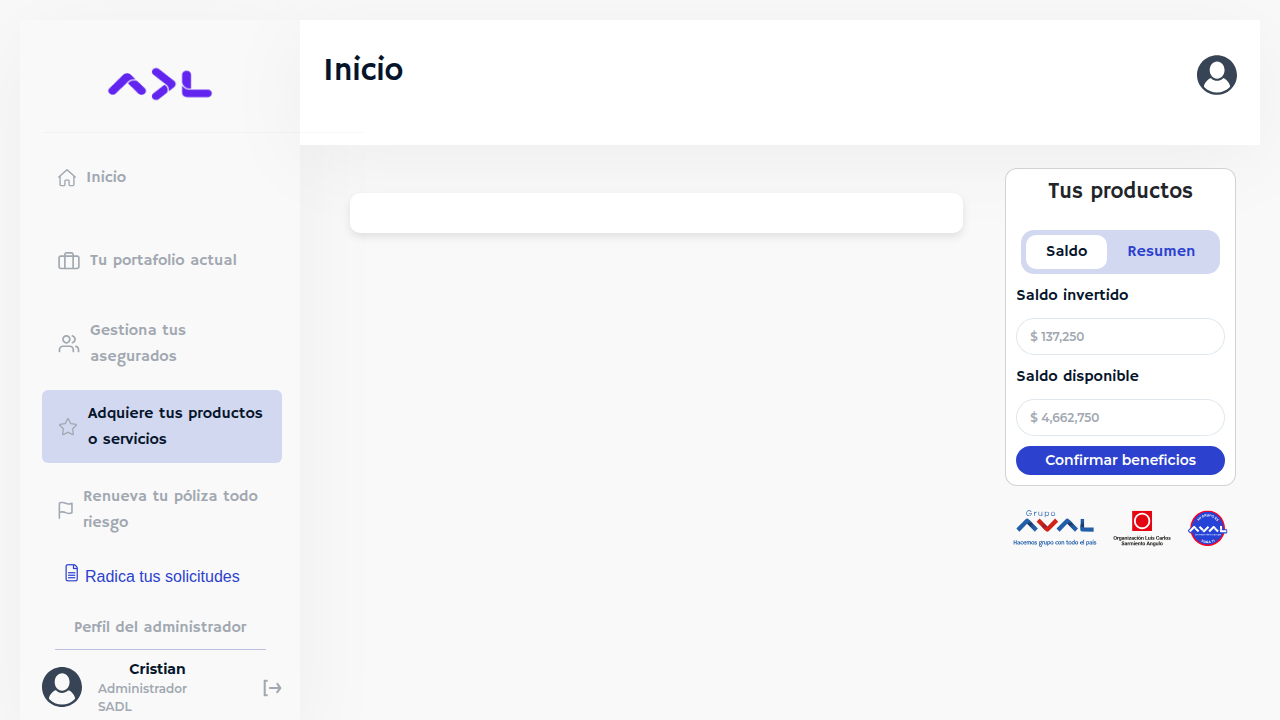 ADL
Inicio
Inicio
Tu portafolio actual
Gestiona tus
asegurados
Adquiere tus productos
o servicios
Renueva tu póliza todo
riesgo
Radica tus solicitudes
Perfil del administrador
Cristian
Administrador
SADL
Tus productos
Saldo Resumen
Saldo invertido
$ 137,250
Saldo disponible
$ 4,662,750
Confirmar beneficios
Grupo
AVAL
Hacemos grupo con todo el país
Organización Luis Carlos
Sarmiento Angulo
AVAL